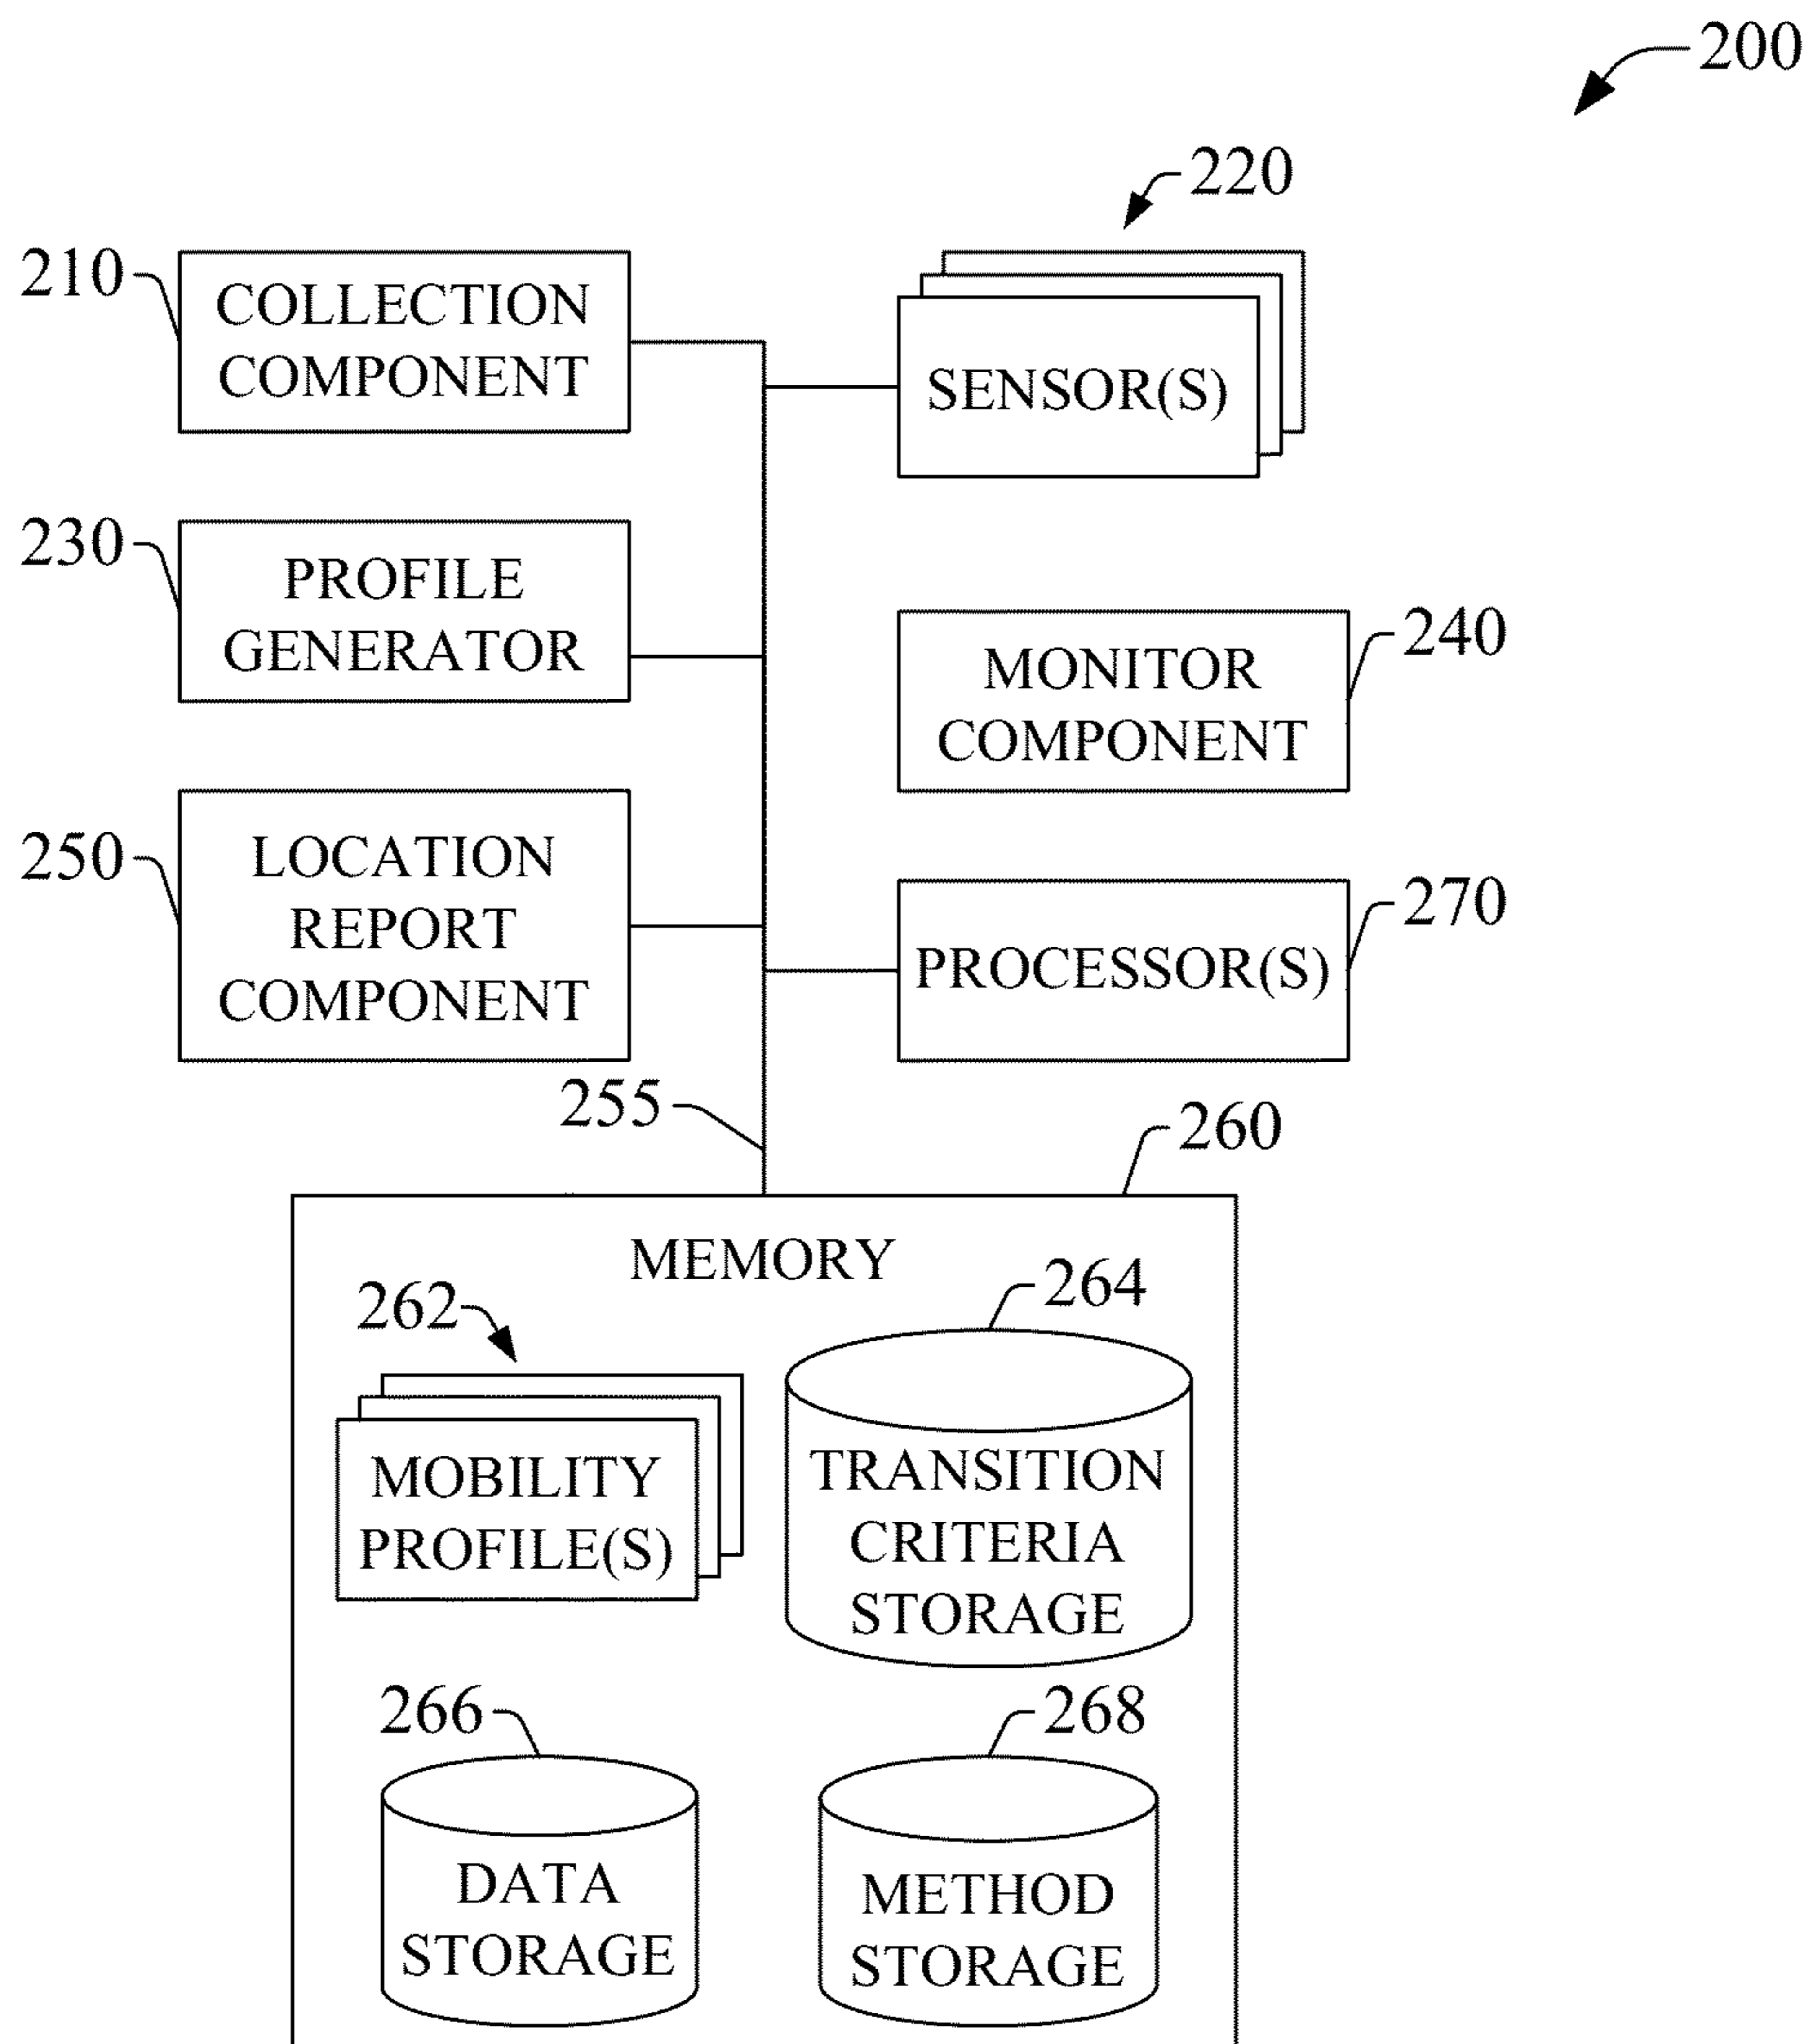 200
220
210
COLLECTION
COMPONENT
SENSOR(S)
230
PROFILE
GENERATOR
240
MONITOR
COMPONENT
250
LOCATION
REPORT
COMPONENT
270
PROCESSOR(S)
255
260
MEMORY
262
264
MOBILITY
PROFILE(S)
TRANSITION
CRITERIA
STORAGE
266
268
DATA
STORAGE
METHOD
STORAGE